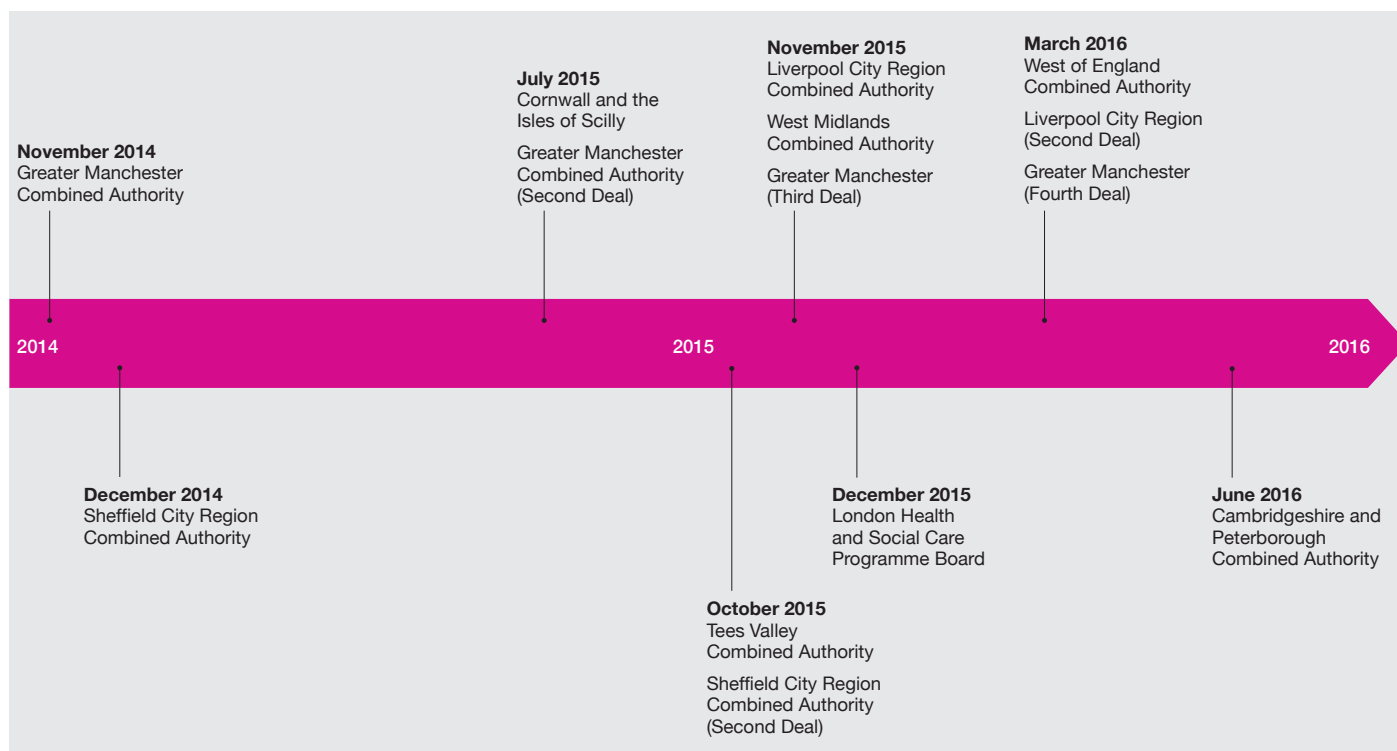 November 2014
Greater Manchester
Combined Authority
July 2015
Cornwall and the
Isles of Scilly
Greater Manchester
Combined Authority
(Second Deal)
November 2015
Liverpool City Region
Combined Authority
West Midlands
Combined Authority
Greater Manchester
(Third Deal)
March 2016
West of England
Combined Authority
Liverpool City Region
(Second Deal)
Greater Manchester
(Fourth Deal)
2014
2015
2016
December 2014
Sheffield City Region
Combined Authority
October 2015
Tees Valley
Combined Authority
Sheffield City Region
Combined Authority
(Second Deal)
December 2015
London Health
and Social Care
Programme Board
June 2016
Cambridgeshire and
Peterborough
Combined Authority